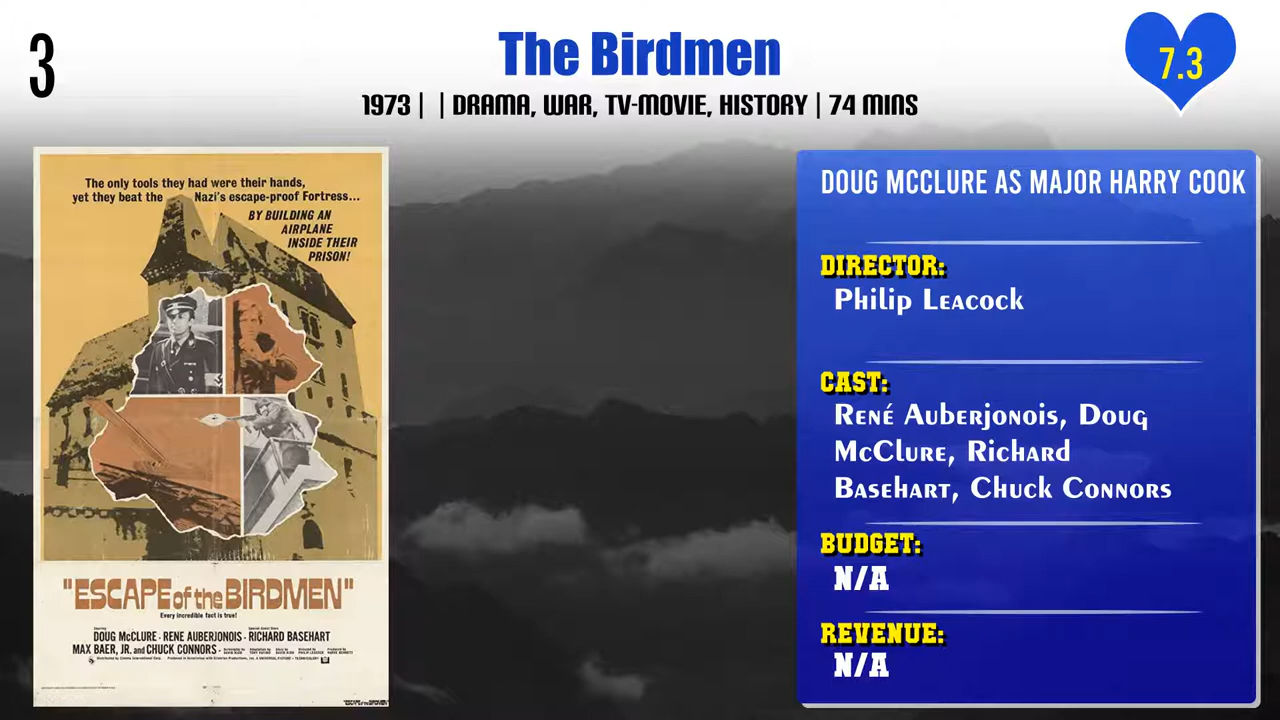 3
The Birdmen
7.3
1973 | | DRAMA, WAR, TV-MOVIE, HISTORY | 74 MINS
The only tools they had were their hands,
yet they beat the Nazi's escape-proof Fortress...
BY BUILDING AN
AIRPLANE
INSIDE THEIR
PRISON!
"ESCAPE of the BIRDMEN"
Every incredible fact is true!
Starring
DOUG McCLURE · RENE AUBERJONOIS · RICHARD BASEHART
MAX BAER, JR. and CHUCK CONNORS
DOUG MCCLURE AS MAJOR HARRY COOK
DIRECTOR:
Philip Leacock
CAST:
René Auberjonois, Doug
McClure, Richard
Basehart, Chuck Connors
BUDGET:
N/A
REVENUE:
N/A